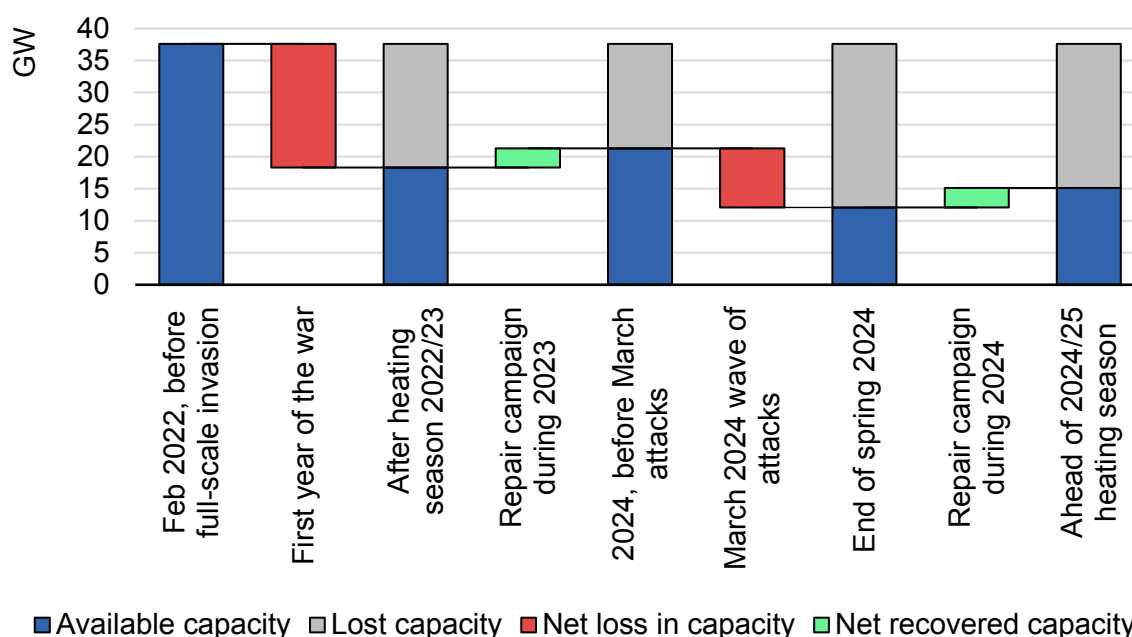 GW
40
35
30
25
20
15
10
5
0
Feb 2022, before
full-scale invasion
First year of the war
After heating
season 2022/23
Repair campaign
during 2023
2024, before March
attacks
March 2024 wave of
attacks
End of spring 2024
Repair campaign
during 2024
Ahead of 2024/25
heating season
Available capacity Lost capacity Net loss in capacity Net recovered capacity